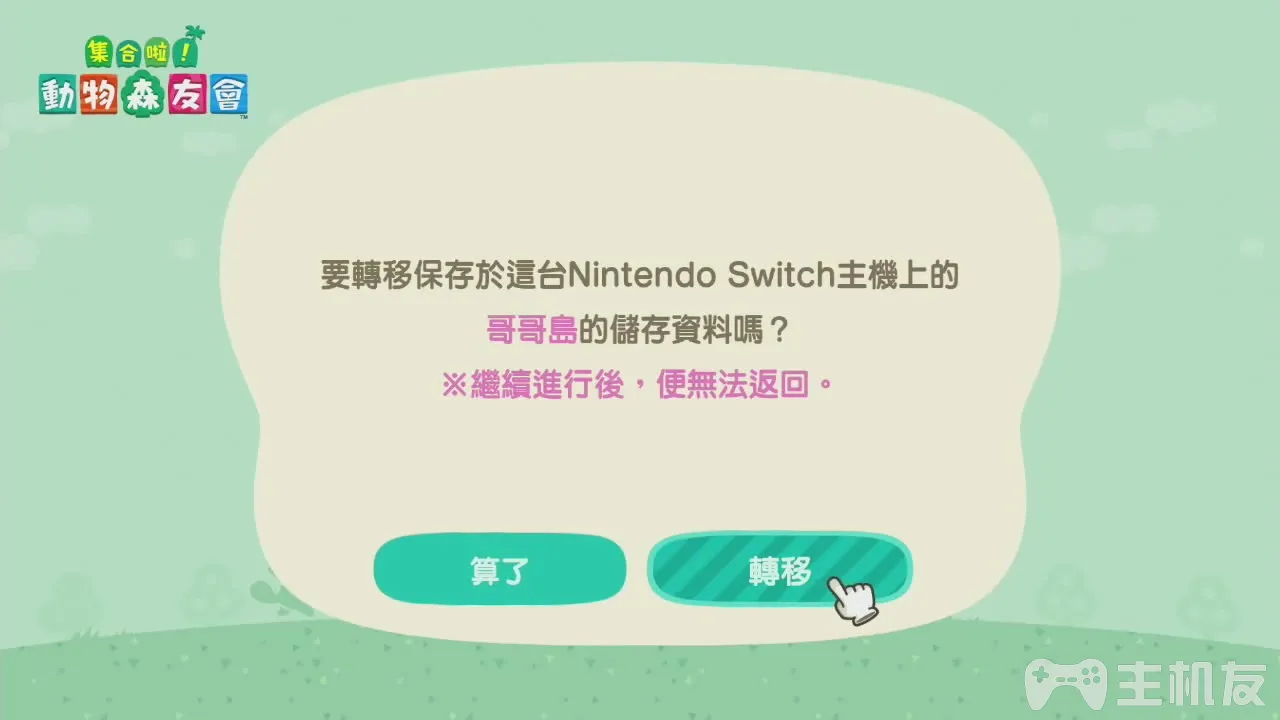 集合啦!
動物森友會™
要轉移保存於這台Nintendo Switch主機上的
哥哥島的儲存資料嗎？
※繼續進行後，便無法返回。
算了
轉移
主机友